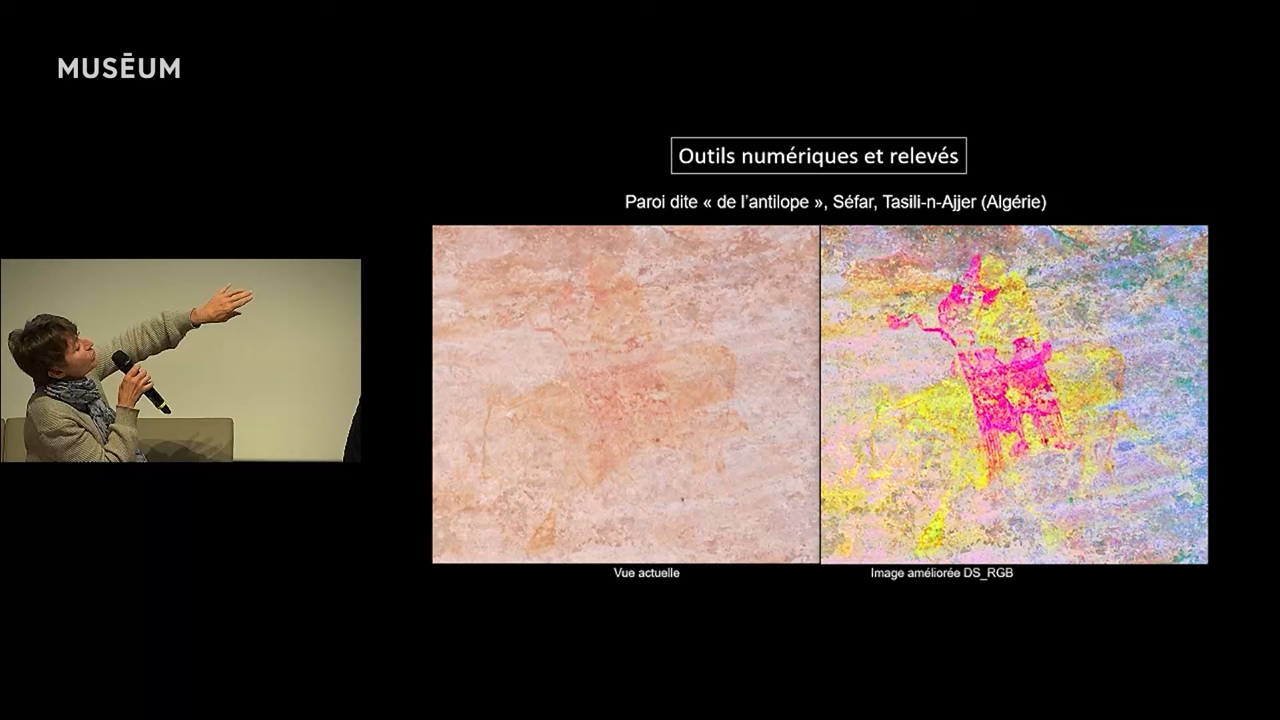 MUSĒUM
Outils numériques et relevés
Paroi dite « de l'antilope », Séfar, Tasili-n-Ajjer (Algérie)
Vue actuelle
Image améliorée DS_RGB